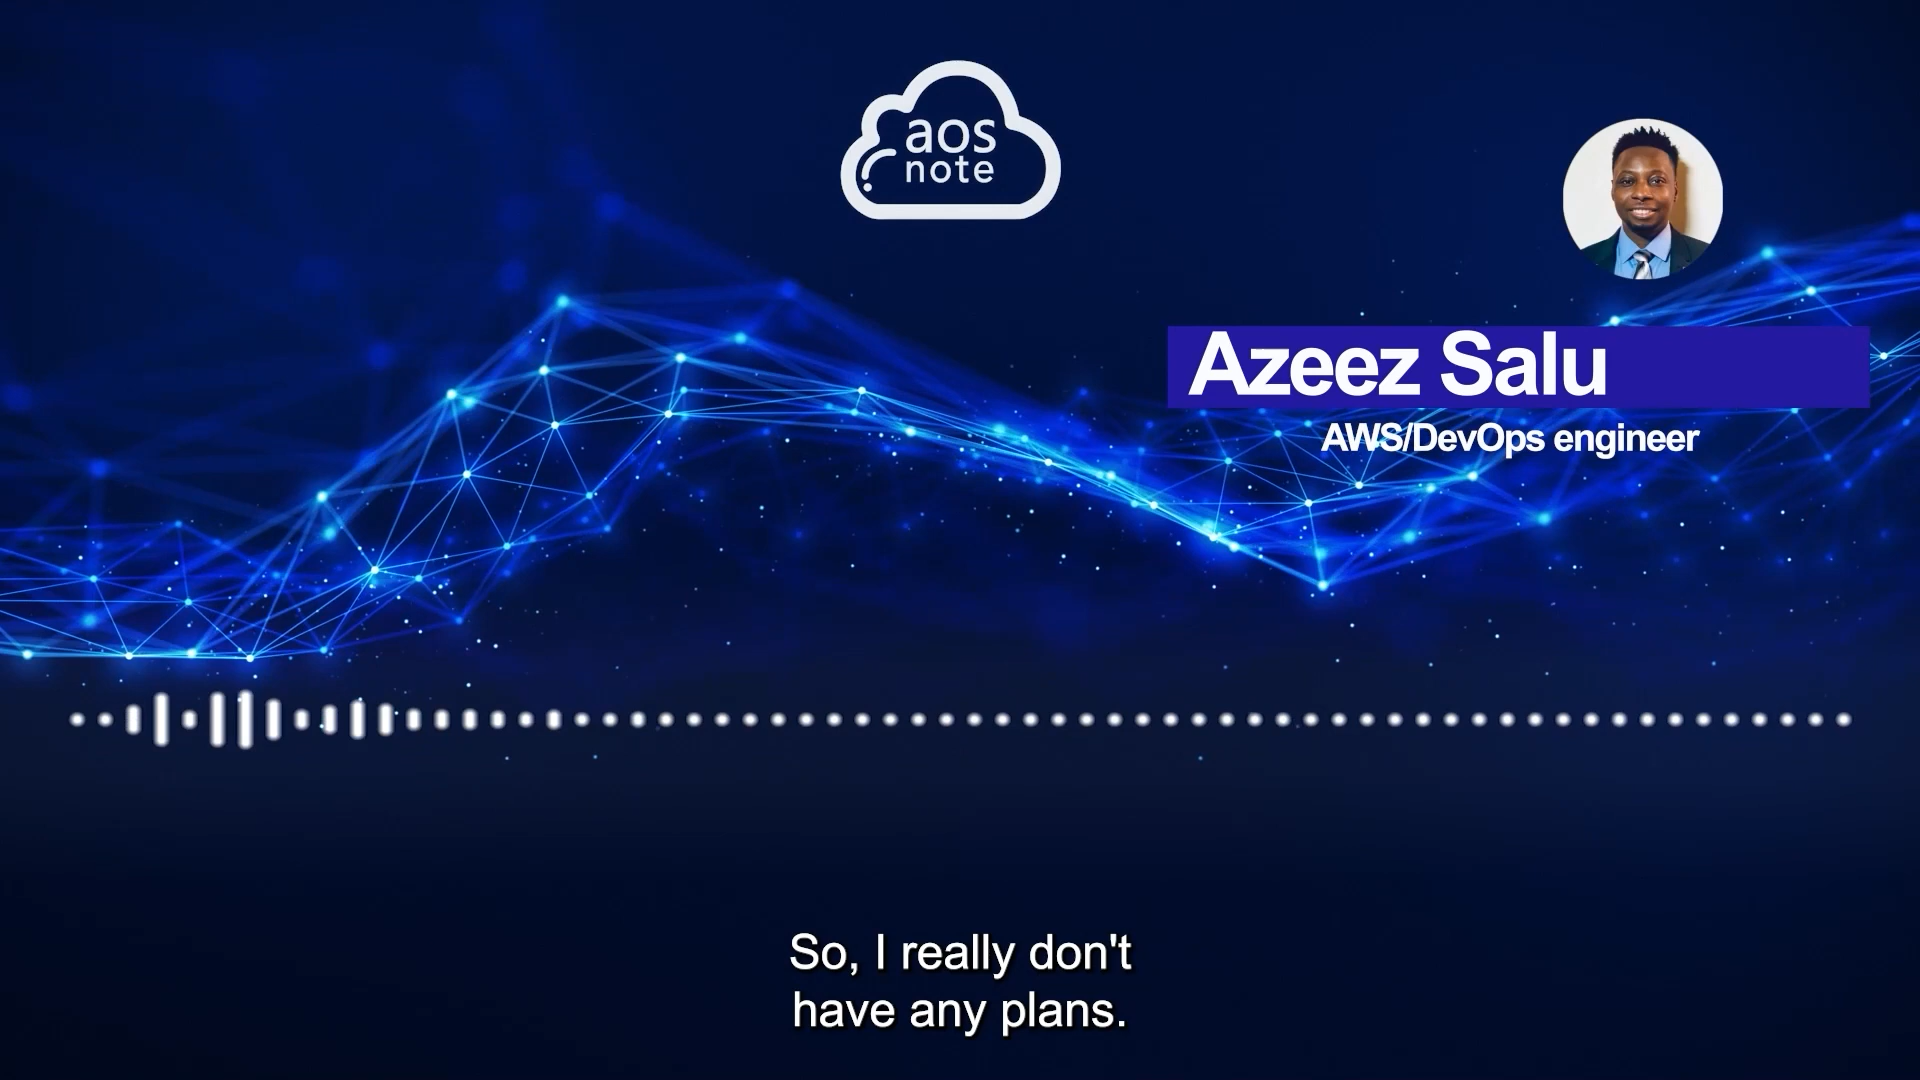 aos
note
Azeez Salu
AWS/DevOps engineer
So, I really don't
have any plans.